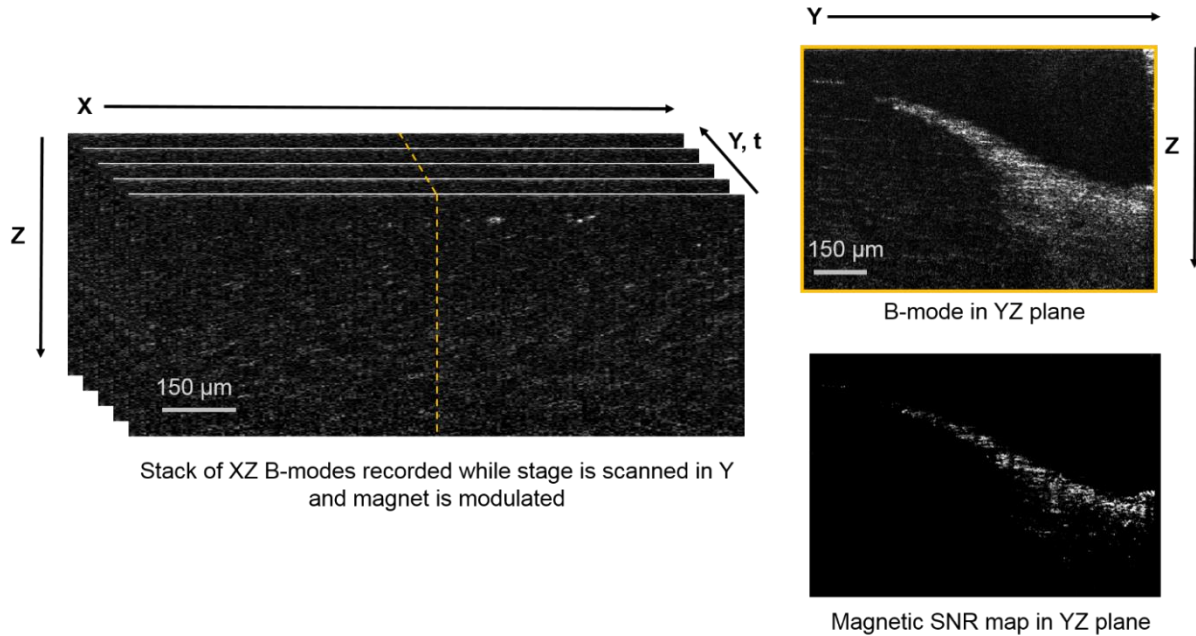 X
Y, t
Z
150 µm
Stack of XZ B-modes recorded while stage is scanned in Y
and magnet is modulated
Y
Z
150 µm
B-mode in YZ plane
Magnetic SNR map in YZ plane